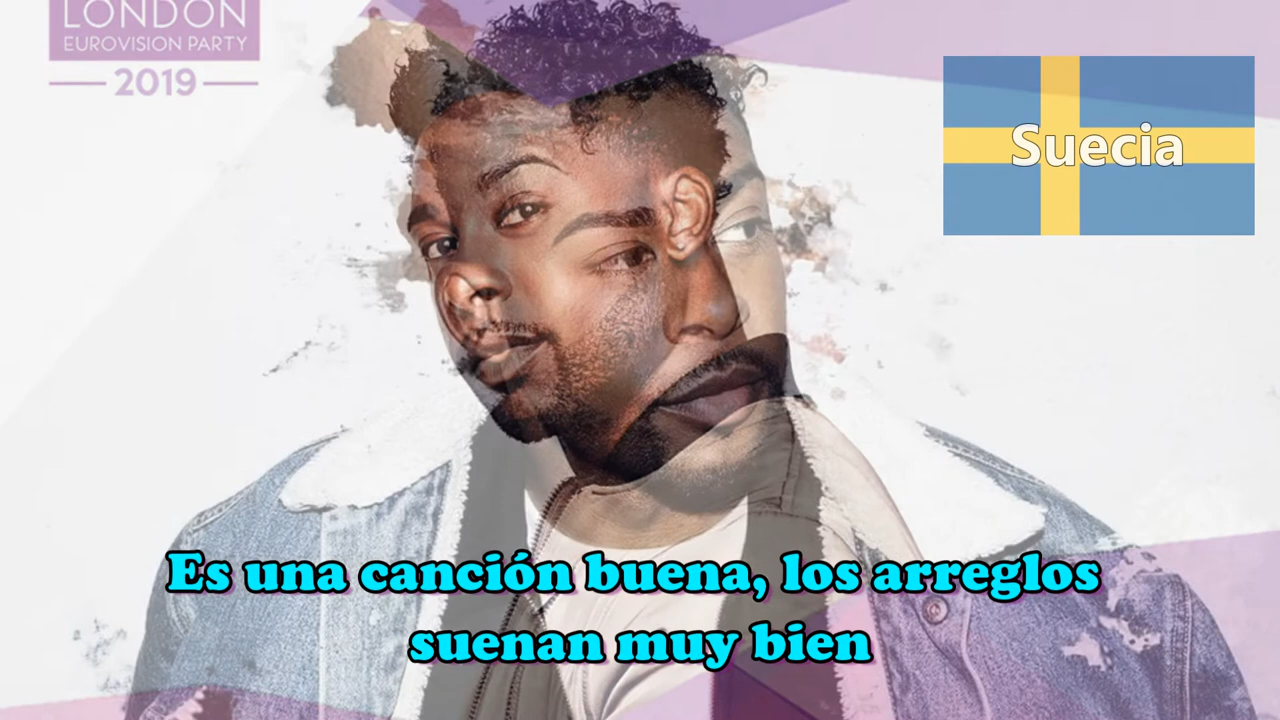 LONDON
EUROVISION PARTY
2019
Suecia
Es una canción buena, los arreglos
suenan muy bien